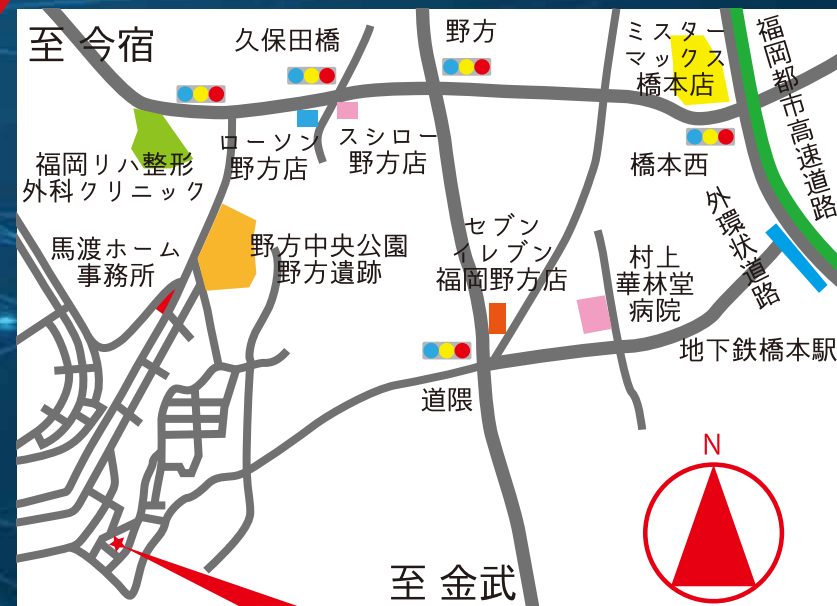 至 今宿
久保田橋
野方
ミスター
マックス
橋本店
福岡都市高速道路
ローソン
野方店
スシロー
野方店
福岡リハ整形
外科クリニック
橋本西
外環状道路
馬渡ホーム
事務所
野方中央公園
野方遺跡
セブン
イレブン
福岡野方店
村上
華林堂
病院
地下鉄橋本駅
道隈
N
至 金武